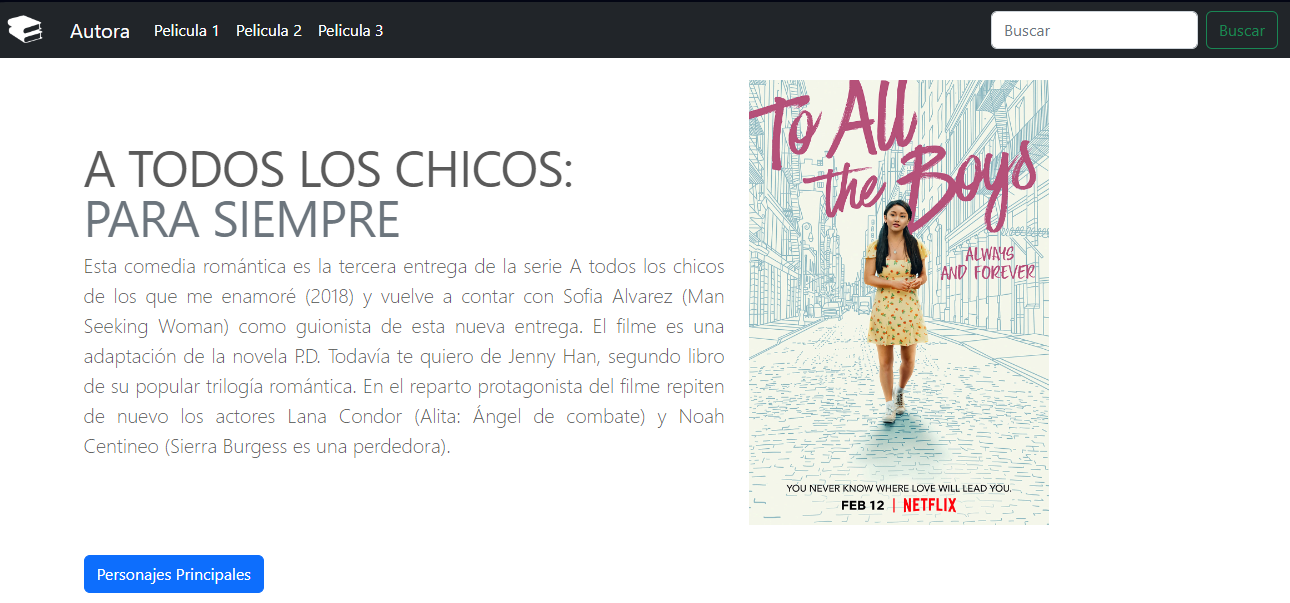 Autora Pelicula 1 Pelicula 2 Pelicula 3 Buscar Buscar
A TODOS LOS CHICOS:
PARA SIEMPRE
Esta comedia romántica es la tercera entrega de la serie A todos los chicos
de los que me enamoré (2018) y vuelve a contar con Sofia Alvarez (Man
Seeking Woman) como guionista de esta nueva entrega. El filme es una
adaptación de la novela P.D. Todavía te quiero de Jenny Han, segundo libro
de su popular trilogía romántica. En el reparto protagonista del filme repiten
de nuevo los actores Lana Condor (Alita: Ángel de combate) y Noah
Centineo (Sierra Burgess es una perdedora).
Personajes Principales
To All
the Boys
ALWAYS
AND FOREVER
YOU NEVER KNOW WHERE LOVE WILL LEAD YOU.
FEB 12 | NETFLIX